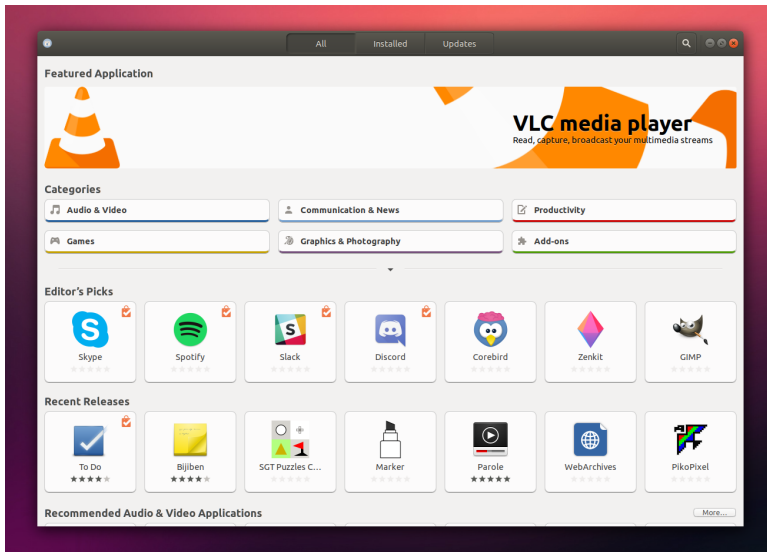 All Installed Updates
Featured Application
VLC media player
Read, capture, broadcast your multimedia streams
Categories
Audio & Video Communication & News Productivity
Games Graphics & Photography Add-ons
Editor's Picks
S S
Skype Spotify Slack Discord Corebird Zenkit GIMP
Recent Releases
To Do Bijiben SGT Puzzles C... Marker Parole WebArchives PikoPixel
Recommended Audio & Video Applications More...